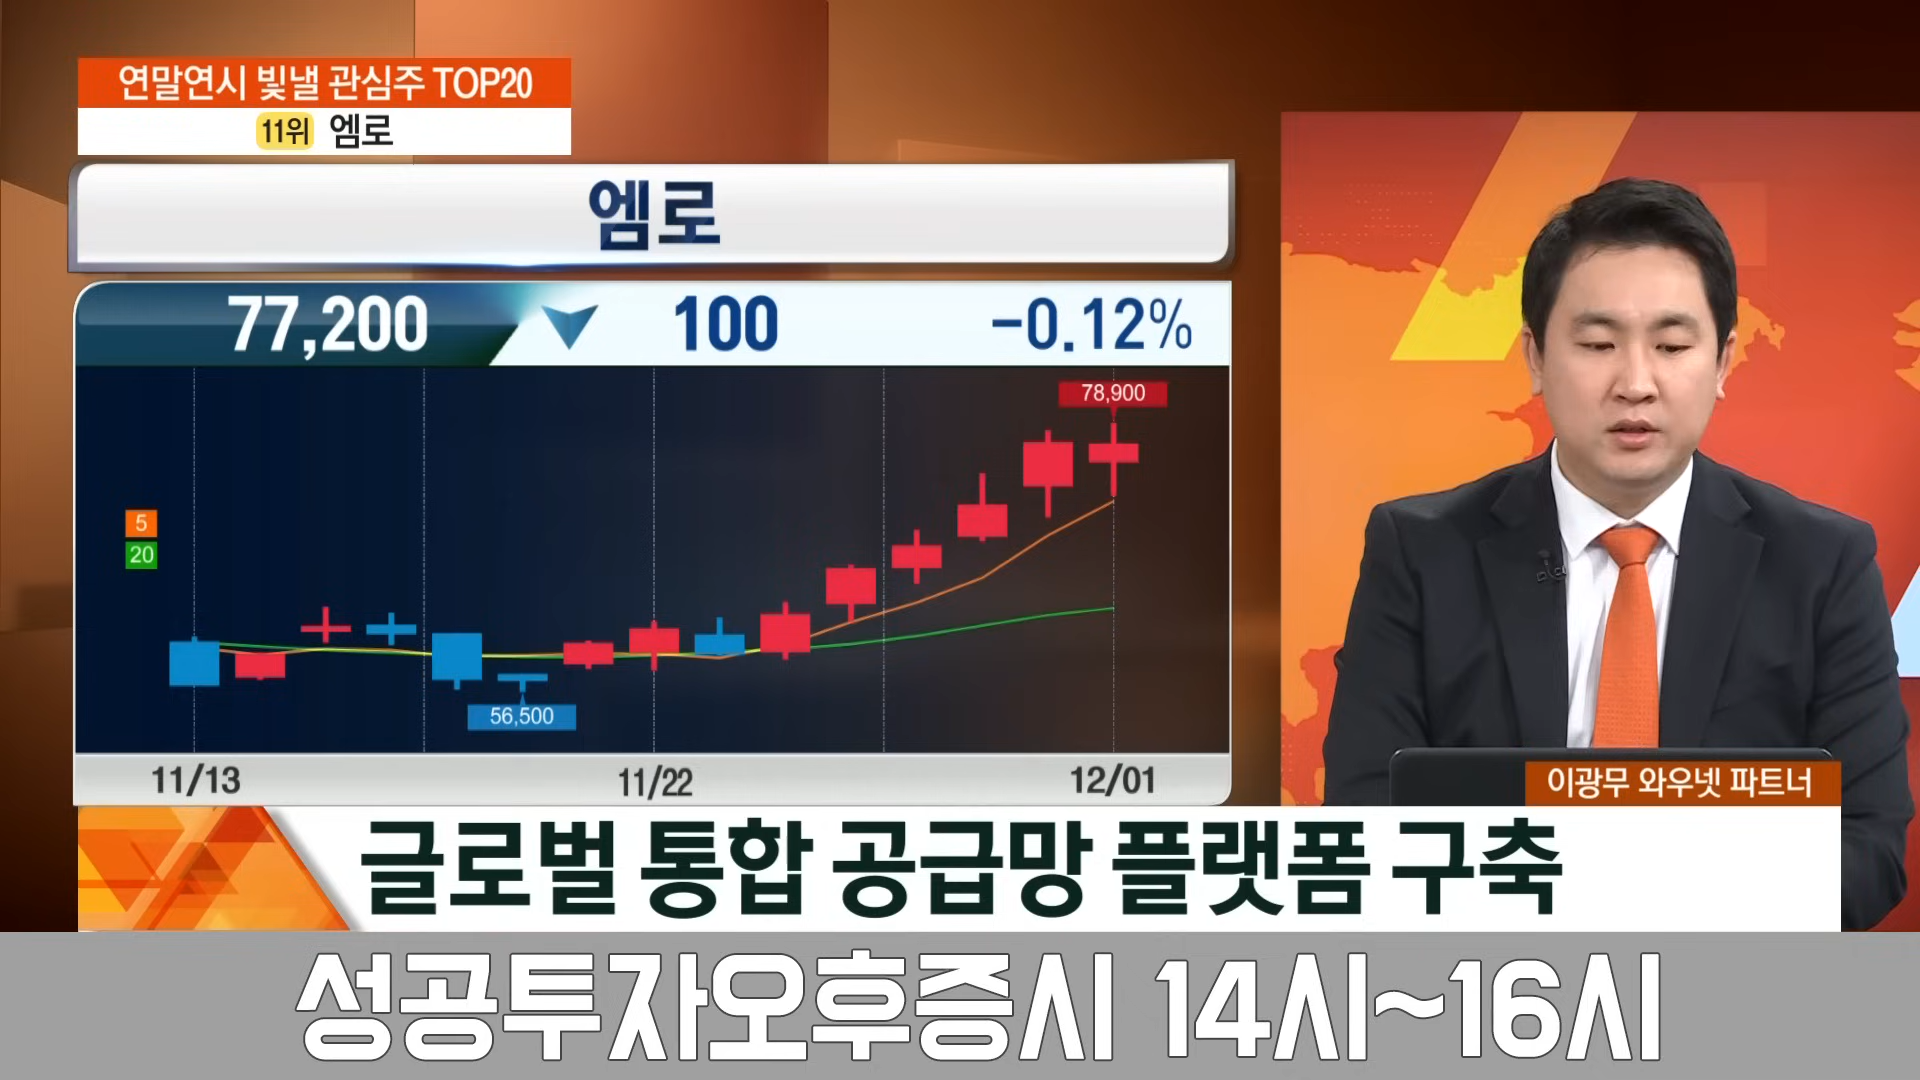 연말연시 빛낼 관심주 TOP20
11위 엠로
엠로
77,200 ▼ 100 -0.12%
78,900
5
20
56,500
11/13 11/22 12/01
이광무 와우넷 파트너
글로벌 통합 공급망 플랫폼 구축
성공투자오후증시 14시~16시